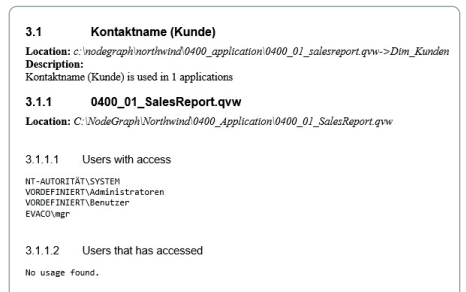 3.1 Kontaktname (Kunde)
Location: c:\nodegraph\northwind\0400_application\0400_01_salesreport.qvw->Dim_Kunden
Description:
Kontaktname (Kunde) is used in 1 applications
3.1.1 0400_01_SalesReport.qvw
Location: C:\NodeGraph\Northwind\0400_Application\0400_01_SalesReport.qvw
3.1.1.1 Users with access
NT-AUTORITÄT\SYSTEM
VORDEFINIERT\Administratoren
VORDEFINIERT\Benutzer
EVACO\mgr
3.1.1.2 Users that has accessed
No usage found.